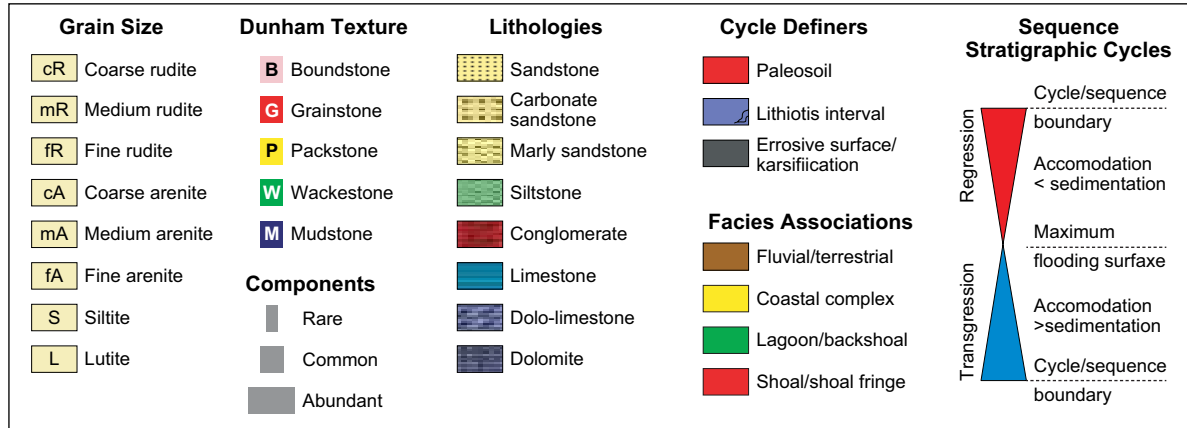 Grain Size
cR Coarse rudite
mR Medium rudite
fR Fine rudite
cA Coarse arenite
mA Medium arenite
fA Fine arenite
S Siltite
L Lutite
Dunham Texture
B Boundstone
G Grainstone
P Packstone
W Wackestone
M Mudstone
Components
Rare
Common
Abundant
Lithologies
Sandstone
Carbonate
sandstone
Marly sandstone
Siltstone
Conglomerate
Limestone
Dolo-limestone
Dolomite
Cycle Definers
Paleosoil
Lithiotis interval
Errosive surface/
karsifiication
Facies Associations
Fluvial/terrestrial
Coastal complex
Lagoon/backshoal
Shoal/shoal fringe
Sequence
Stratigraphic Cycles
Regression
Transgression
Cycle/sequence
boundary
Accomodation
< sedimentation
Maximum
flooding surfaxe
Accomodation
>sedimentation
Cycle/sequence
boundary